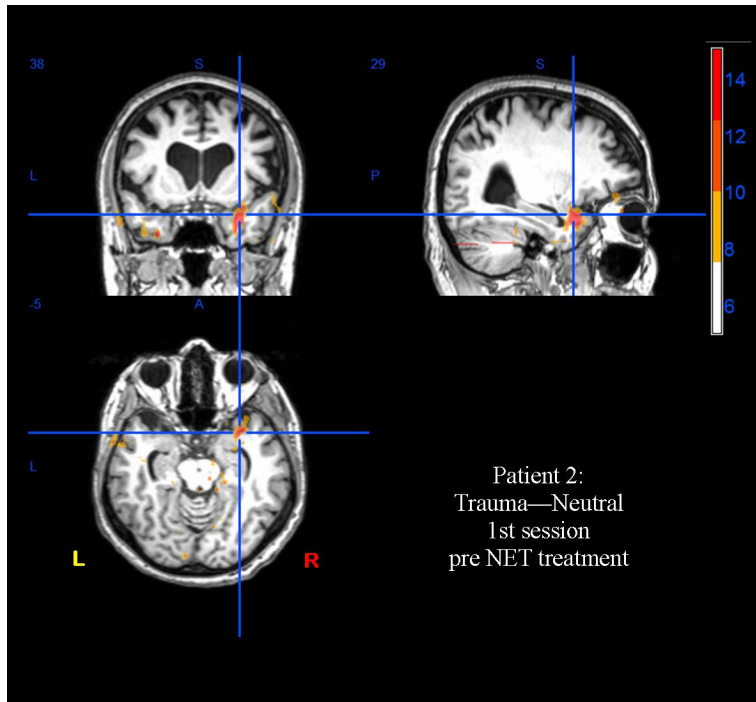 38
S
29
S
L
P
14
12
10
8
6
-5
A
L
L
R
Patient 2:
Trauma—Neutral
1st session
pre NET treatment